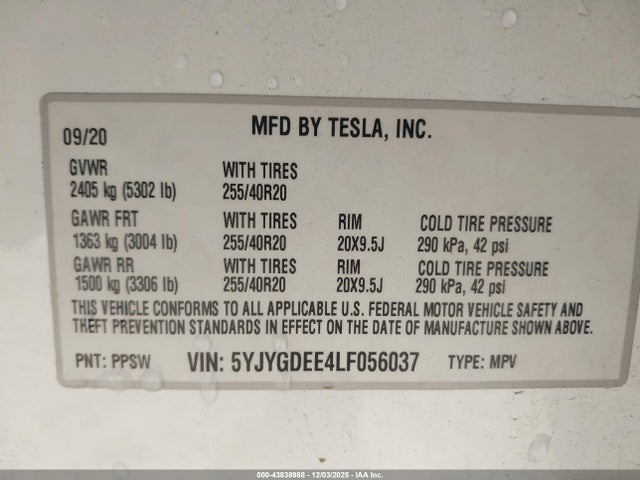 09/20 MFD BY TESLA, INC.
GVWR WITH TIRES
2405 kg (5302 lb) 255/40R20
GAWR FRT WITH TIRES RIM COLD TIRE PRESSURE
1363 kg (3004 lb) 255/40R20 20X9.5J 290 kPa, 42 psi
GAWR RR WITH TIRES RIM COLD TIRE PRESSURE
1500 kg (3306 lb) 255/40R20 20X9.5J 290 kPa, 42 psi
THIS VEHICLE CONFORMS TO ALL APPLICABLE U.S. FEDERAL MOTOR VEHICLE SAFETY AND
THEFT PREVENTION STANDARDS IN EFFECT ON THE DATE OF MANUFACTURE SHOWN ABOVE.
PNT: PPSW VIN: 5YJYGDEE4LF056037 TYPE: MPV
000-43838988 - 12/03/2025 - IAA Inc.